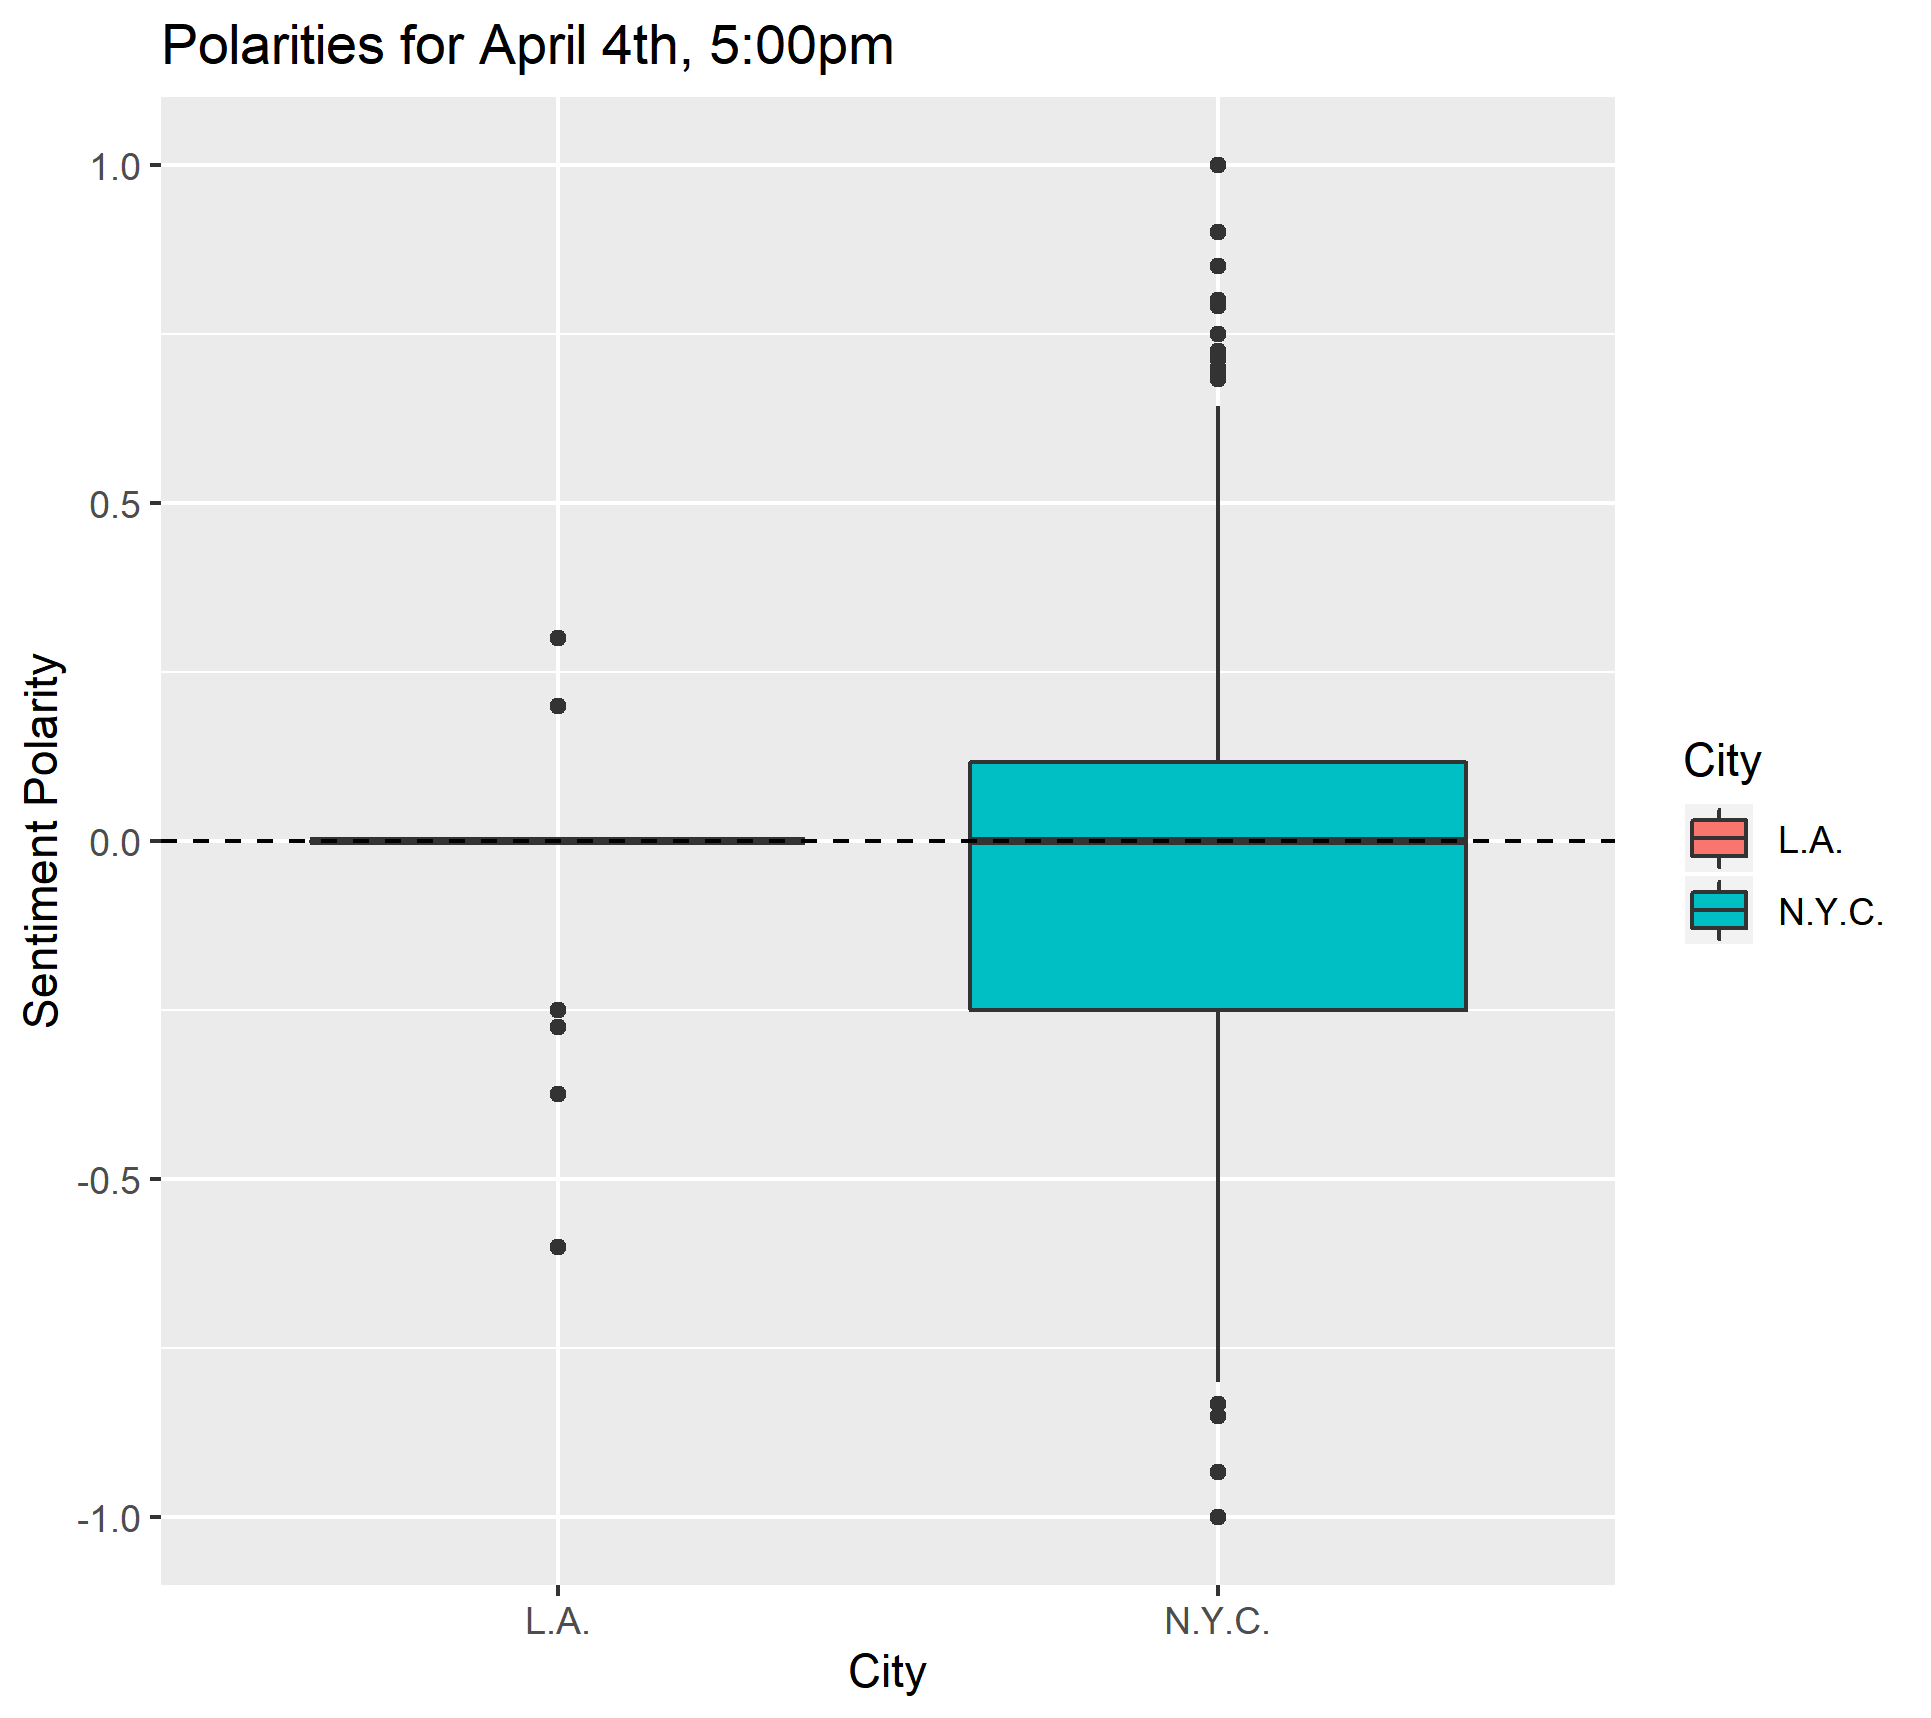 Polarities for April 4th, 5:00pm
1.0
0.5
0.0
-0.5
-1.0
Sentiment Polarity
L.A.
N.Y.C.
City
City
L.A.
N.Y.C.